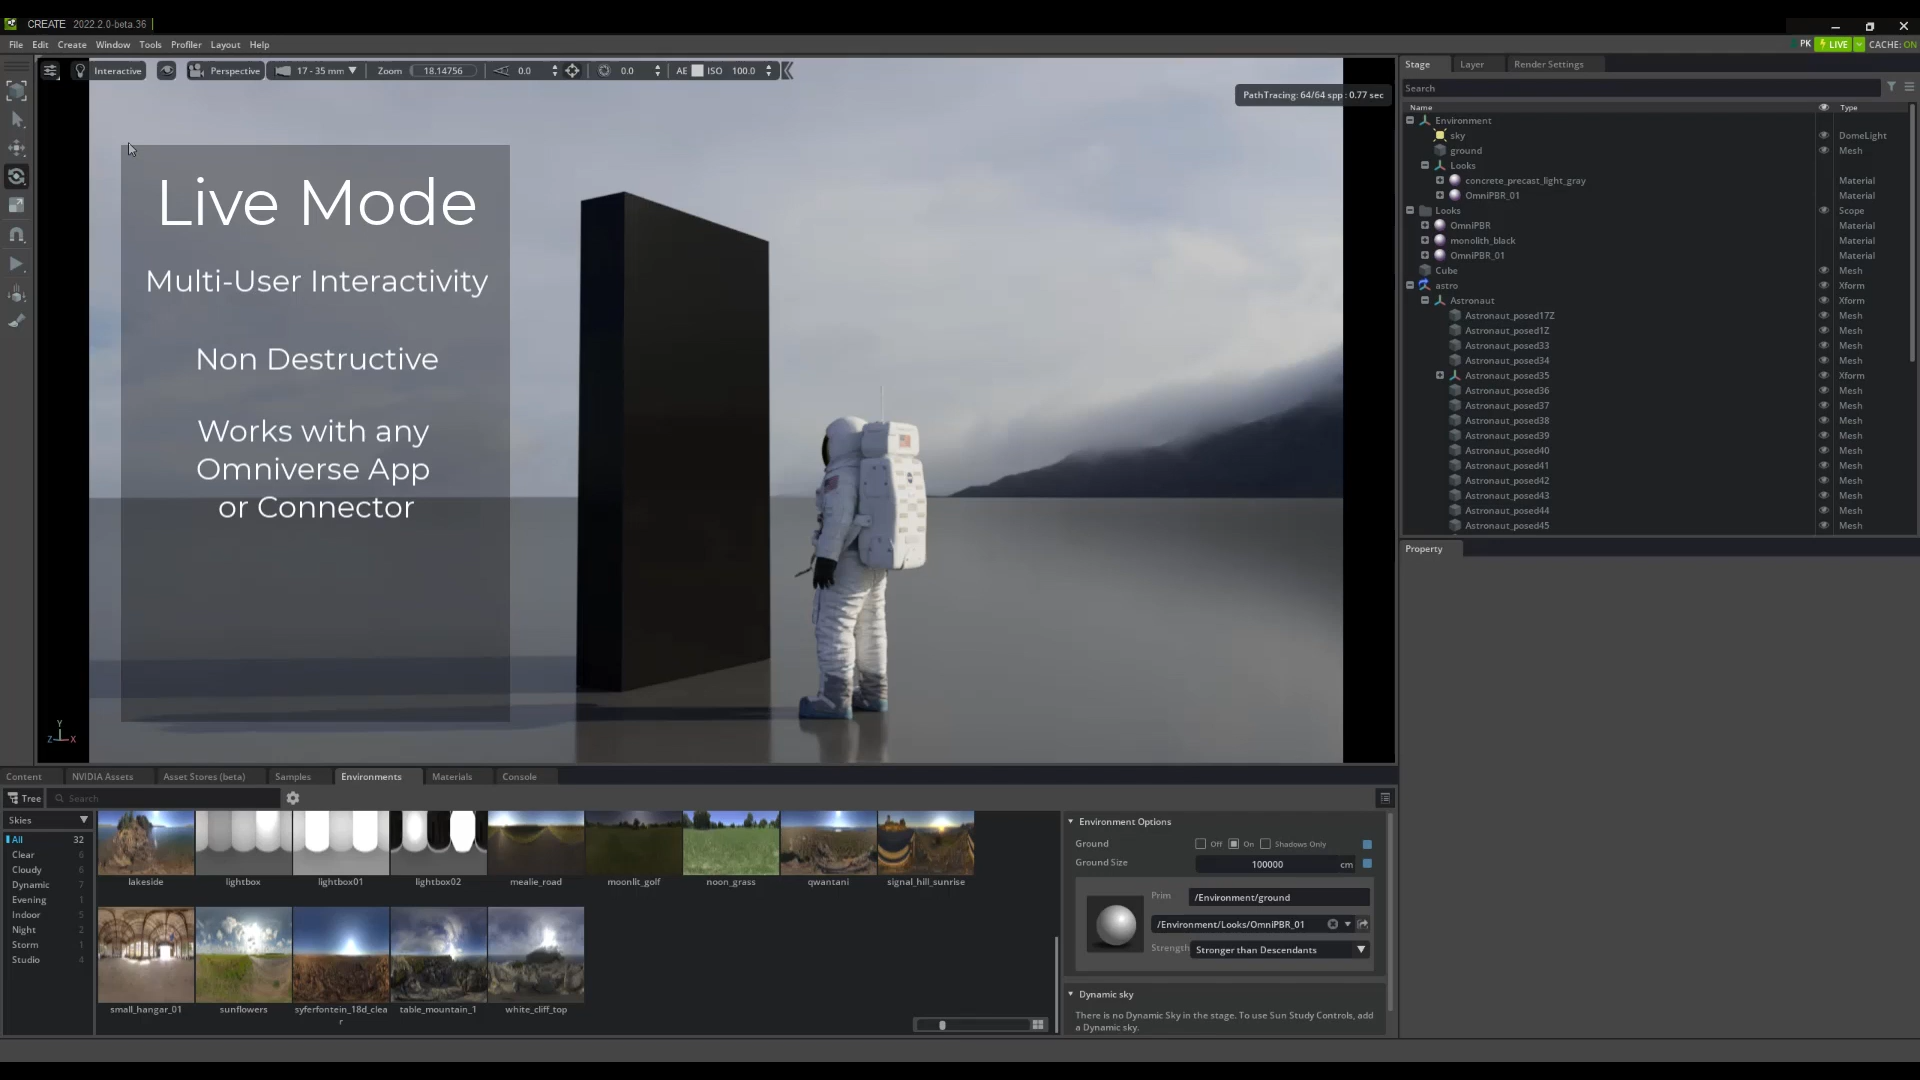 CREATE 2022.2.0-beta.36
File Edit Create Window Tools Profiler Layout Help
PK LIVE CACHE: ON
Interactive Perspective 17 - 35 mm Zoom 18.14756 0.0 0.0 AE ISO 100.0
PathTracing: 64/64 spp : 0.77 sec
Live Mode
Multi-User Interactivity
Non Destructive
Works with any
Omniverse App
or Connector
Y
Z X
Stage Layer Render Settings
Search
Name Type
Environment
sky DomeLight
ground Mesh
Looks
concrete_precast_light_gray Material
OmniPBR_01 Material
Looks Scope
OmniPBR Material
monolith_black Material
OmniPBR_01 Material
Cube Mesh
astro Xform
Astronaut Xform
Astronaut_posed17Z Mesh
Astronaut_posed1Z Mesh
Astronaut_posed33 Mesh
Astronaut_posed34 Mesh
Astronaut_posed35 Xform
Astronaut_posed36 Mesh
Astronaut_posed37 Mesh
Astronaut_posed38 Mesh
Astronaut_posed39 Mesh
Astronaut_posed40 Mesh
Astronaut_posed41 Mesh
Astronaut_posed42 Mesh
Astronaut_posed43 Mesh
Astronaut_posed44 Mesh
Astronaut_posed45 Mesh
Property
Content NVIDIA Assets Asset Stores (beta) Samples Environments Materials Console
Tree Search
Skies
All 32
Clear 6
Cloudy 6
Dynamic 7
Evening 1
Indoor 5
Night 2
Storm 1
Studio 4
lakeside lightbox lightbox01 lightbox02 mealie_road moonlit_golf noon_grass qwantani signal_hill_sunrise
small_hangar_01 sunflowers syferfontein_18d_clea
r table_mountain_1 white_cliff_top
Environment Options
Ground Off On Shadows Only
Ground Size 100000 cm
Prim /Environment/ground
/Environment/Looks/OmniPBR_01
Strength Stronger than Descendants
Dynamic sky
There is no Dynamic Sky in the stage. To use Sun Study Controls, add
a Dynamic sky.